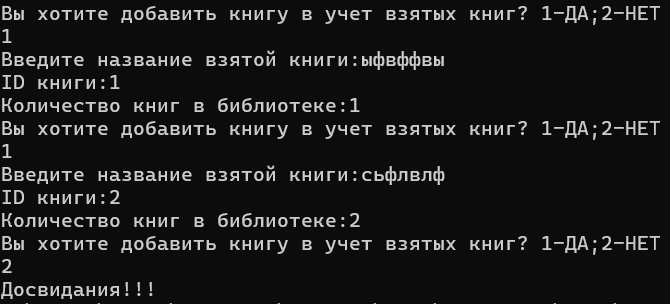 Вы хотите добавить книгу в учет взятых книг? 1-ДА;2-НЕТ
1
Введите название взятой книги:ыфвффвы
ID книги:1
Количество книг в библиотеке:1
Вы хотите добавить книгу в учет взятых книг? 1-ДА;2-НЕТ
1
Введите название взятой книги:сьфлвлф
ID книги:2
Количество книг в библиотеке:2
Вы хотите добавить книгу в учет взятых книг? 1-ДА;2-НЕТ
2
Досвидания!!!